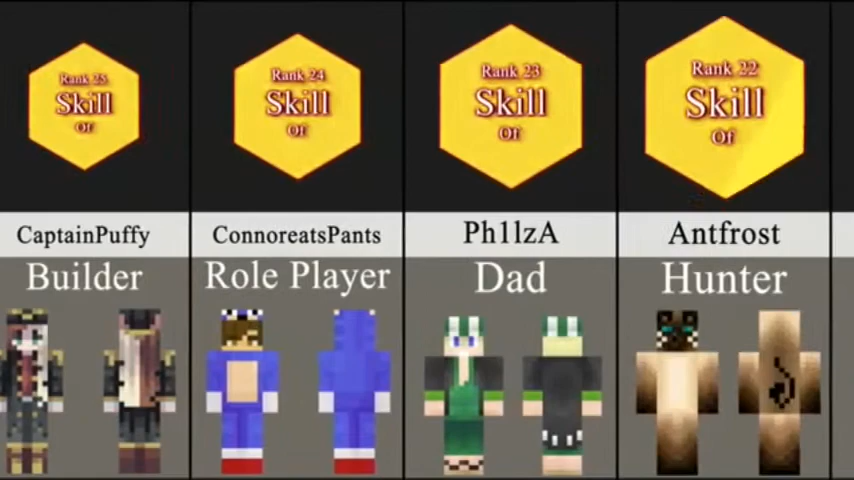 Rank 25
Skill
Of
CaptainPuffy
Builder
Rank 24
Skill
Of
ConnoreatsPants
Role Player
Rank 23
Skill
Of
Ph1lzA
Dad
Rank 22
Skill
Of
Antfrost
Hunter